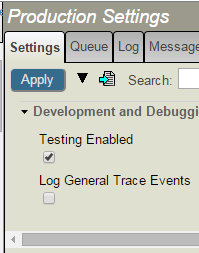 Production Settings
Settings Queue Log Message
Apply Search:
Development and Debuggi
Testing Enabled
Log General Trace Events